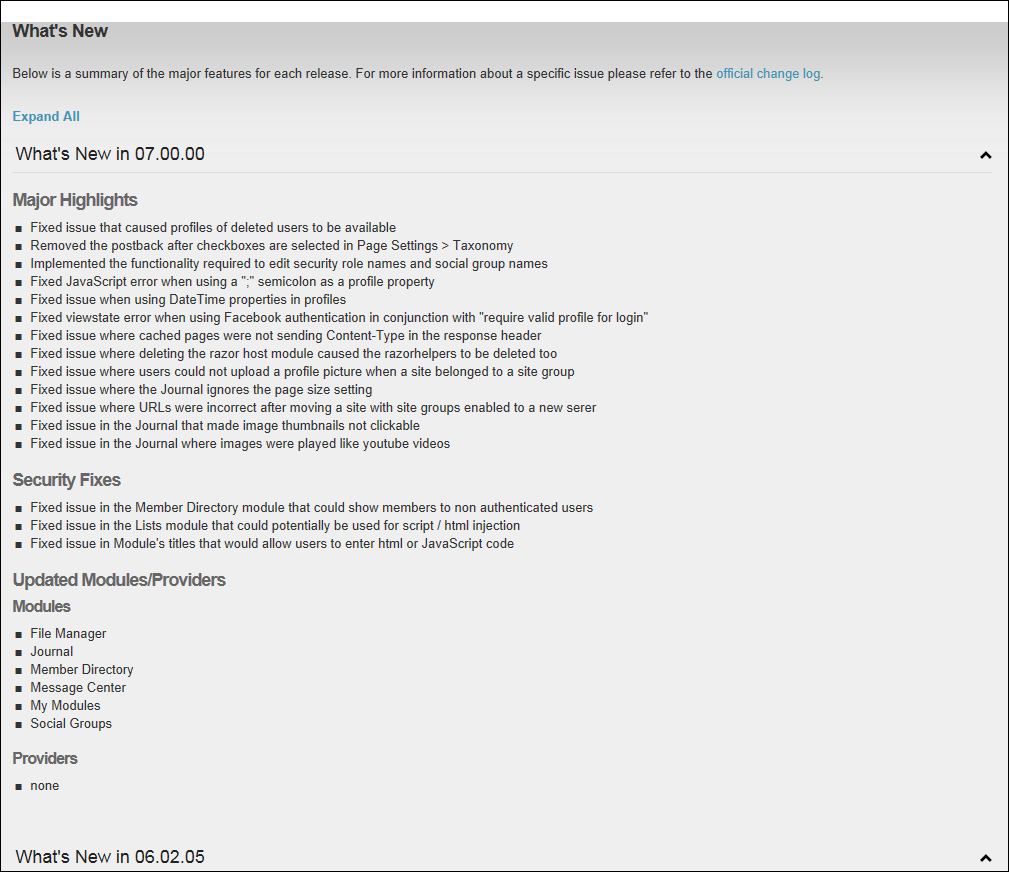 What's New
Below is a summary of the major features for each release. For more information about a specific issue please refer to the official change log.
Expand All
What's New in 07.00.00
Major Highlights
Fixed issue that caused profiles of deleted users to be available
Removed the postback after checkboxes are selected in Page Settings > Taxonomy
Implemented the functionality required to edit security role names and social group names
Fixed JavaScript error when using a ";" semicolon as a profile property
Fixed issue when using DateTime properties in profiles
Fixed viewstate error when using Facebook authentication in conjunction with "require valid profile for login"
Fixed issue where cached pages were not sending Content-Type in the response header
Fixed issue where deleting the razor host module caused the razorhelpers to be deleted too
Fixed issue where users could not upload a profile picture when a site belonged to a site group
Fixed issue where the Journal ignores the page size setting
Fixed issue where URLs were incorrect after moving a site with site groups enabled to a new serer
Fixed issue in the Journal that made image thumbnails not clickable
Fixed issue in the Journal where images were played like youtube videos
Security Fixes
Fixed issue in the Member Directory module that could show members to non authenticated users
Fixed issue in the Lists module that could potentially be used for script / html injection
Fixed issue in Module's titles that would allow users to enter html or JavaScript code
Updated Modules/Providers
Modules
File Manager
Journal
Member Directory
Message Center
My Modules
Social Groups
Providers
none
What's New in 06.02.05